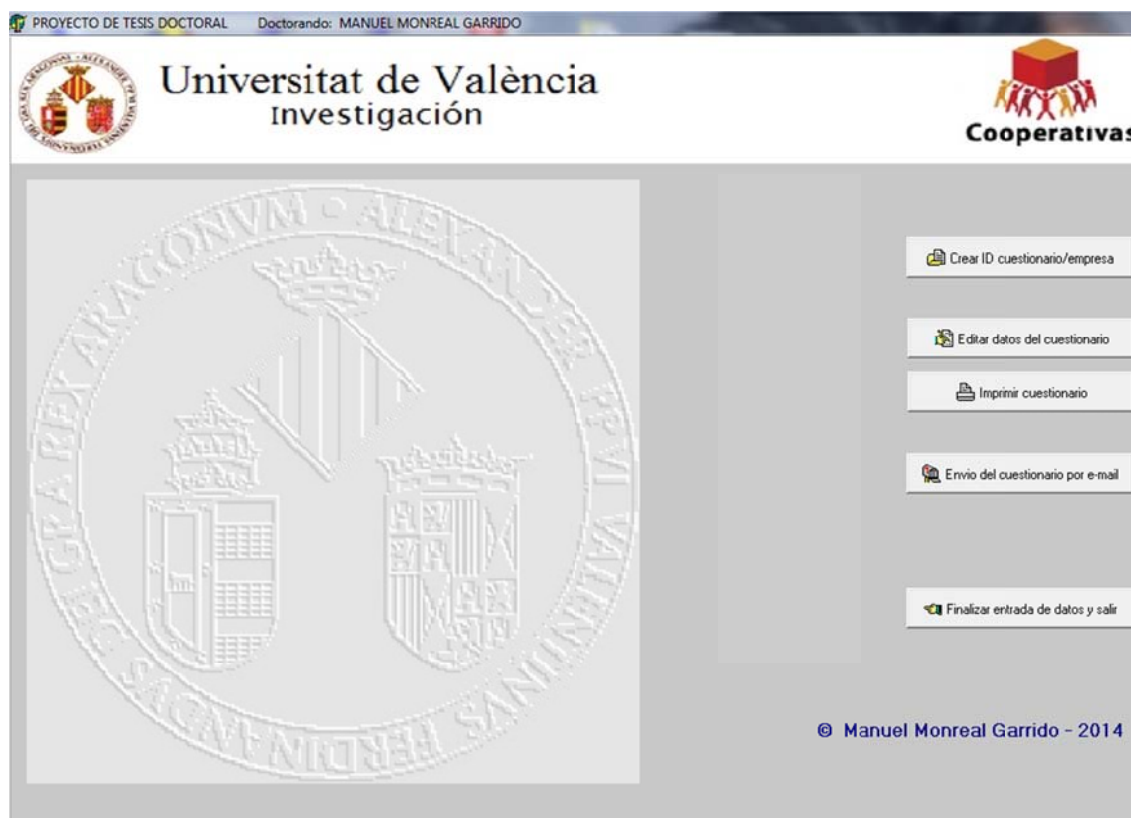 PROYECTO DE TESIS DOCTORAL Doctorando: MANUEL MONREAL GARRIDO
Universitat de València
Investigación
Cooperativas
Crear ID cuestionario/empresa
Editar datos del cuestionario
Imprimir cuestionario
Envio del cuestionario por e-mail
Finalizar entrada de datos y salir
© Manuel Monreal Garrido - 2014